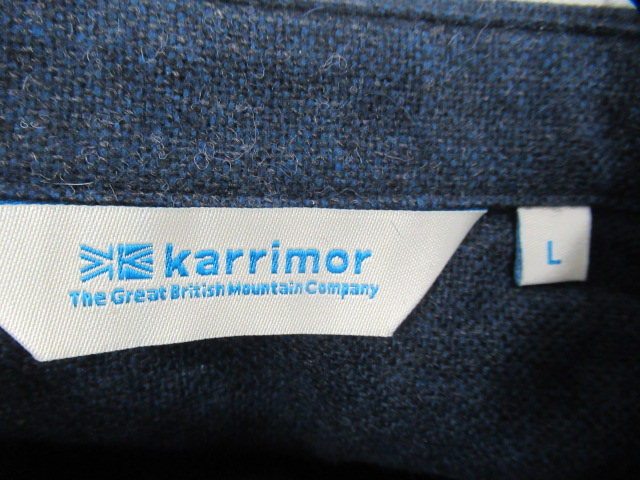 karrimor
The Great British Mountain Company
L